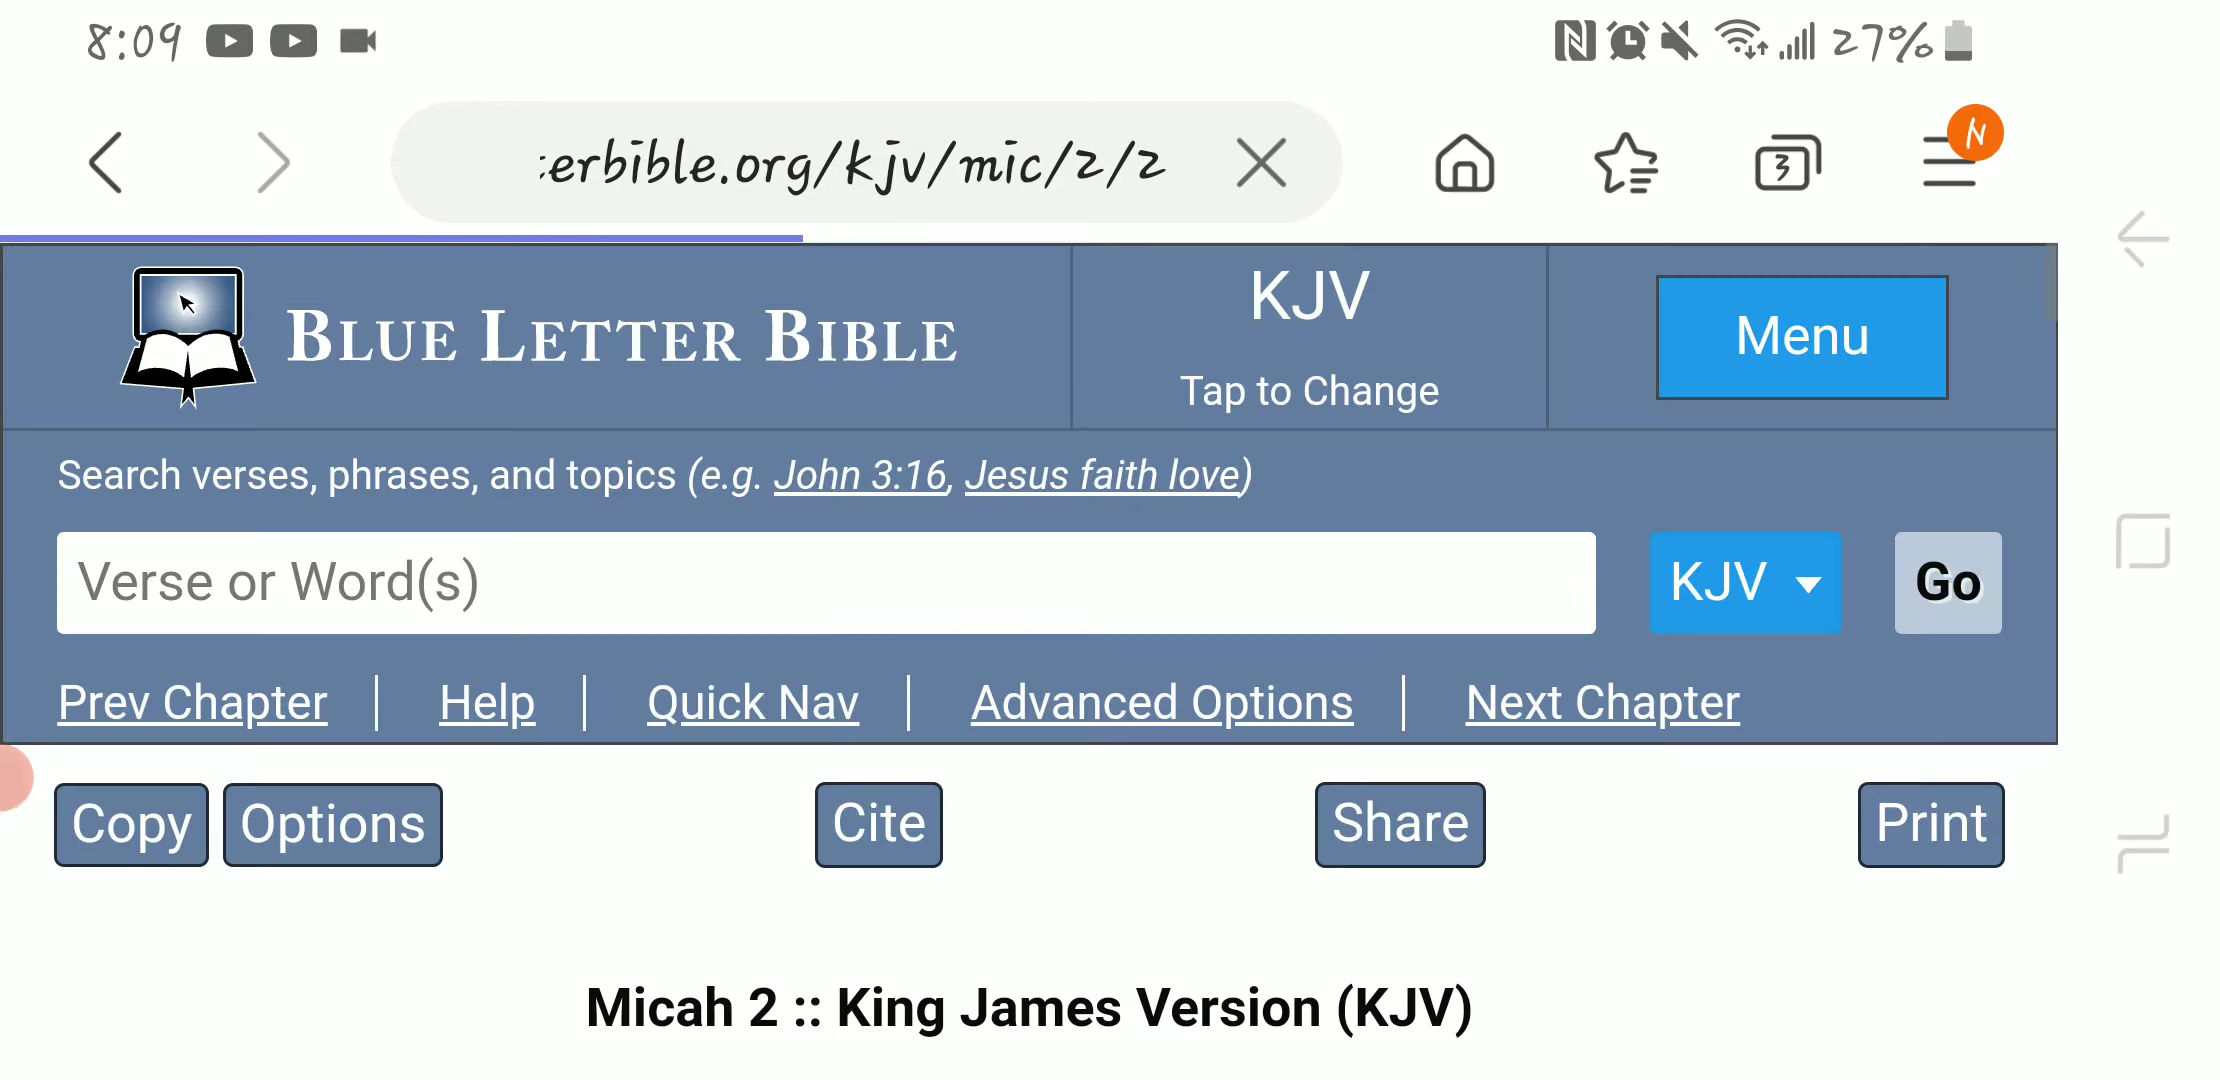 8:09 27%
erbible.org/kjv/mic/2/2 3 N
BLUE LETTER BIBLE
KJV
Tap to Change
Menu
Search verses, phrases, and topics (e.g. John 3:16, Jesus faith love)
Verse or Word(s) KJV Go
Prev Chapter | Help | Quick Nav | Advanced Options | Next Chapter
Copy Options Cite Share Print
Micah 2 :: King James Version (KJV)